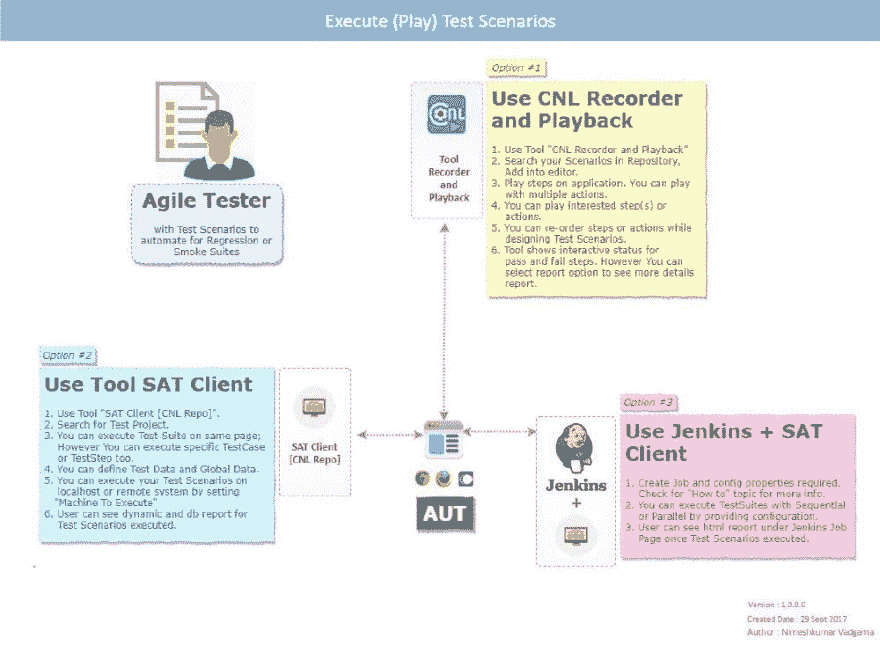 Execute (Play) Test Scenarios
Option #1
Use CNL Recorder
and Playback
1. Use Tool "CNL Recorder and Playback"
2. Search your Scenarios in Repository,
Add into editor.
3. Play steps on application. You can play
with multiple actions.
4. You can play interested step(s) or
actions.
5. You can re-order steps or actions while
designing Test Scenarios.
6. Tool shows interactive status for
pass and fail steps. However You can
select report option to see more details
report.
CNL
Tool
Recorder
and
Playback
Agile Tester
with Test Scenarios to
automate for Regression or
Smoke Suites
Option #2
Use Tool SAT Client
1. Use Tool "SAT Client [CNL Repo]".
2. Search for Test Project.
3. You can execute Test Suite on same page;
However You can execute specific TestCase
or TestStep too.
4. You can define Test Data and Global Data.
5. You can execute your Test Scenarios on
localhost or remote system by setting
"Machine To Execute"
6. User can see dynamic and db report for
Test Scenarios executed.
SAT Client
[CNL Repo]
AUT
Jenkins
+
Option #3
Use Jenkins + SAT
Client
1. Create Job and config properties required.
Check for "How to" topic for more info.
2. You can execute TestSuites with Sequential
or Parallel by providing configuration.
3. User can see html report under Jenkins Job
Page once Test Scenarios executed.
Version : 1.0.0.0
Created Date : 29 Sept 2017
Author : Nimeshkumar Vadgama